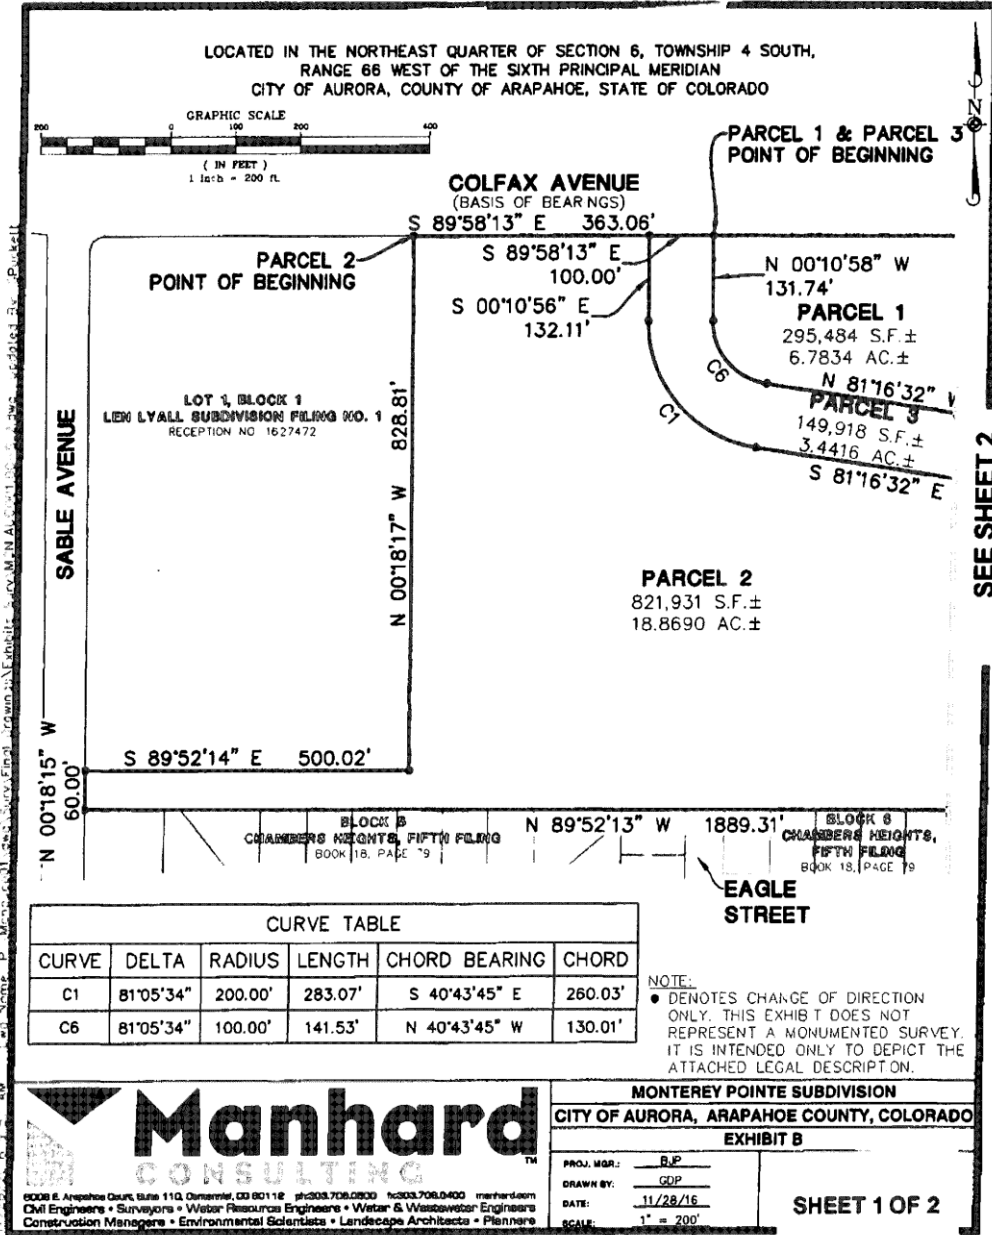 LOCATED IN THE NORTHEAST QUARTER OF SECTION 6, TOWNSHIP 4 SOUTH,
RANGE 66 WEST OF THE SIXTH PRINCIPAL MERIDIAN
CITY OF AURORA, COUNTY OF ARAPAHOE, STATE OF COLORADO
GRAPHIC SCALE
200 0 100 200 400
( IN FEET )
1 inch = 200 ft.
N
PARCEL 1 & PARCEL 3
POINT OF BEGINNING
COLFAX AVENUE
(BASIS OF BEARINGS)
S 89°58'13" E 363.06'
PARCEL 2
POINT OF BEGINNING
S 89°58'13" E
100.00'
S 00°10'56" E
132.11'
N 00°10'58" W
131.74'
PARCEL 1
295,484 S.F.±
6.7834 AC.±
C6
N 81°16'32" W
PARCEL 3
149,918 S.F.±
3.4416 AC.±
S 81°16'32" E
C1
LOT 1, BLOCK 1
LEN LYALL SUBDIVISION FILING NO. 1
RECEPTION NO 1627472
SABLE AVENUE
N 00°18'17" W 828.81'
SEE SHEET 2
PARCEL 2
821,931 S.F.±
18.8690 AC.±
S 89°52'14" E 500.02'
N 00°18'15" W
60.00'
BLOCK
CHAMBERS HEIGHTS, FIFTH FILING
BOOK 18, PAGE 79
N 89°52'13" W 1889.31'
BLOCK 6
CHAMBERS HEIGHTS,
FIFTH FILING
BOOK 18, PAGE 79
EAGLE
STREET
CURVE TABLE
CURVE DELTA RADIUS LENGTH CHORD BEARING CHORD
C1 81°05'34" 200.00' 283.07' S 40°43'45" E 260.03'
C6 81°05'34" 100.00' 141.53' N 40°43'45" W 130.01'
NOTE:
● DENOTES CHANGE OF DIRECTION
ONLY. THIS EXHIBIT DOES NOT
REPRESENT A MONUMENTED SURVEY.
IT IS INTENDED ONLY TO DEPICT THE
ATTACHED LEGAL DESCRIPTION.
Manhard TM
CONSULTING
Civil Engineers • Surveyors • Water Resource Engineers • Water & Wastewater Engineers
Construction Managers • Environmental Scientists • Landscape Architects • Planners
MONTEREY POINTE SUBDIVISION
CITY OF AURORA, ARAPAHOE COUNTY, COLORADO
EXHIBIT B
PROJ. MGR.: BJP
DRAWN BY: GDP
DATE: 11/28/16
SCALE: 1" = 200'
SHEET 1 OF 2